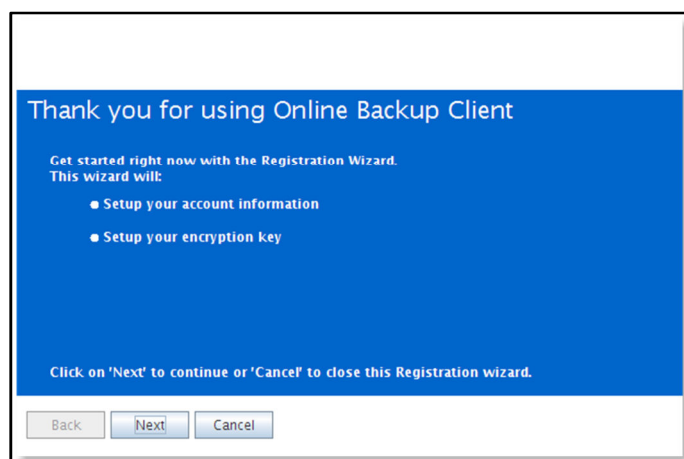 Thank you for using Online Backup Client
Get started right now with the Registration Wizard.
This wizard will:
Setup your account information
Setup your encryption key
Click on 'Next' to continue or 'Cancel' to close this Registration wizard.
Back Next Cancel